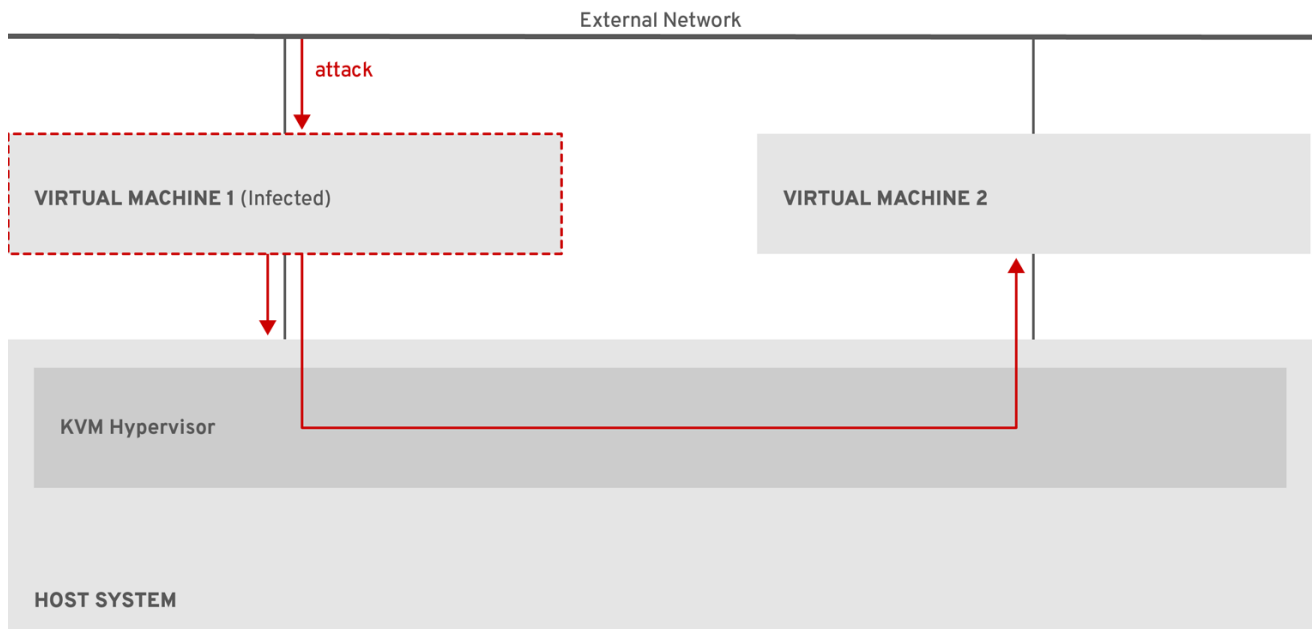 External Network
attack
VIRTUAL MACHINE 1 (Infected)
VIRTUAL MACHINE 2
KVM Hypervisor
HOST SYSTEM